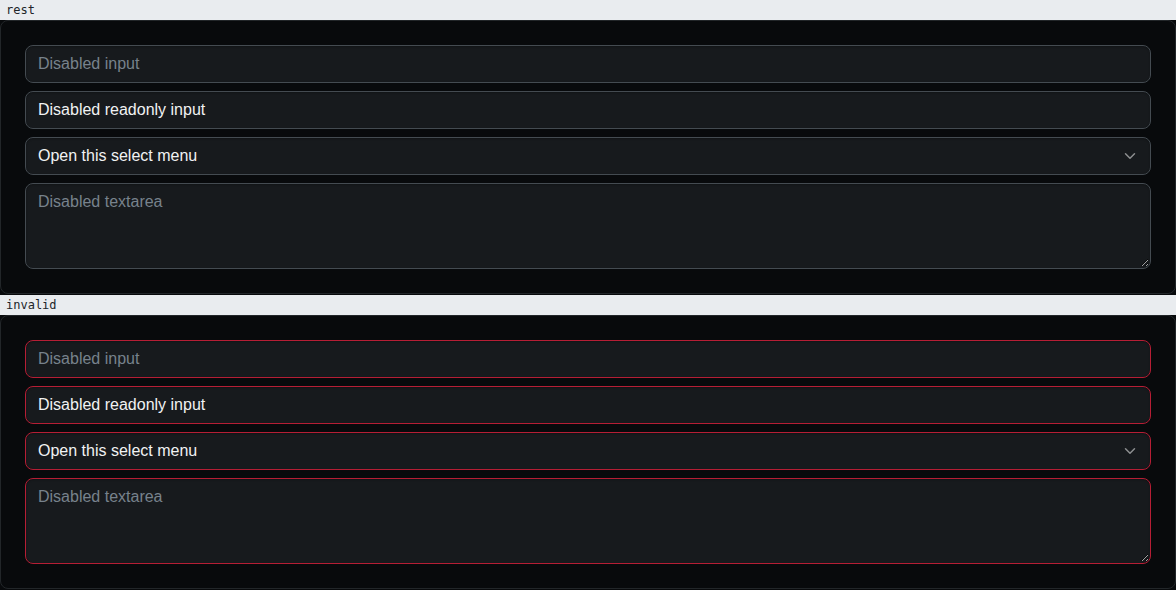 rest
Disabled input
Disabled readonly input
Open this select menu
Disabled textarea
invalid
Disabled input
Disabled readonly input
Open this select menu
Disabled textarea